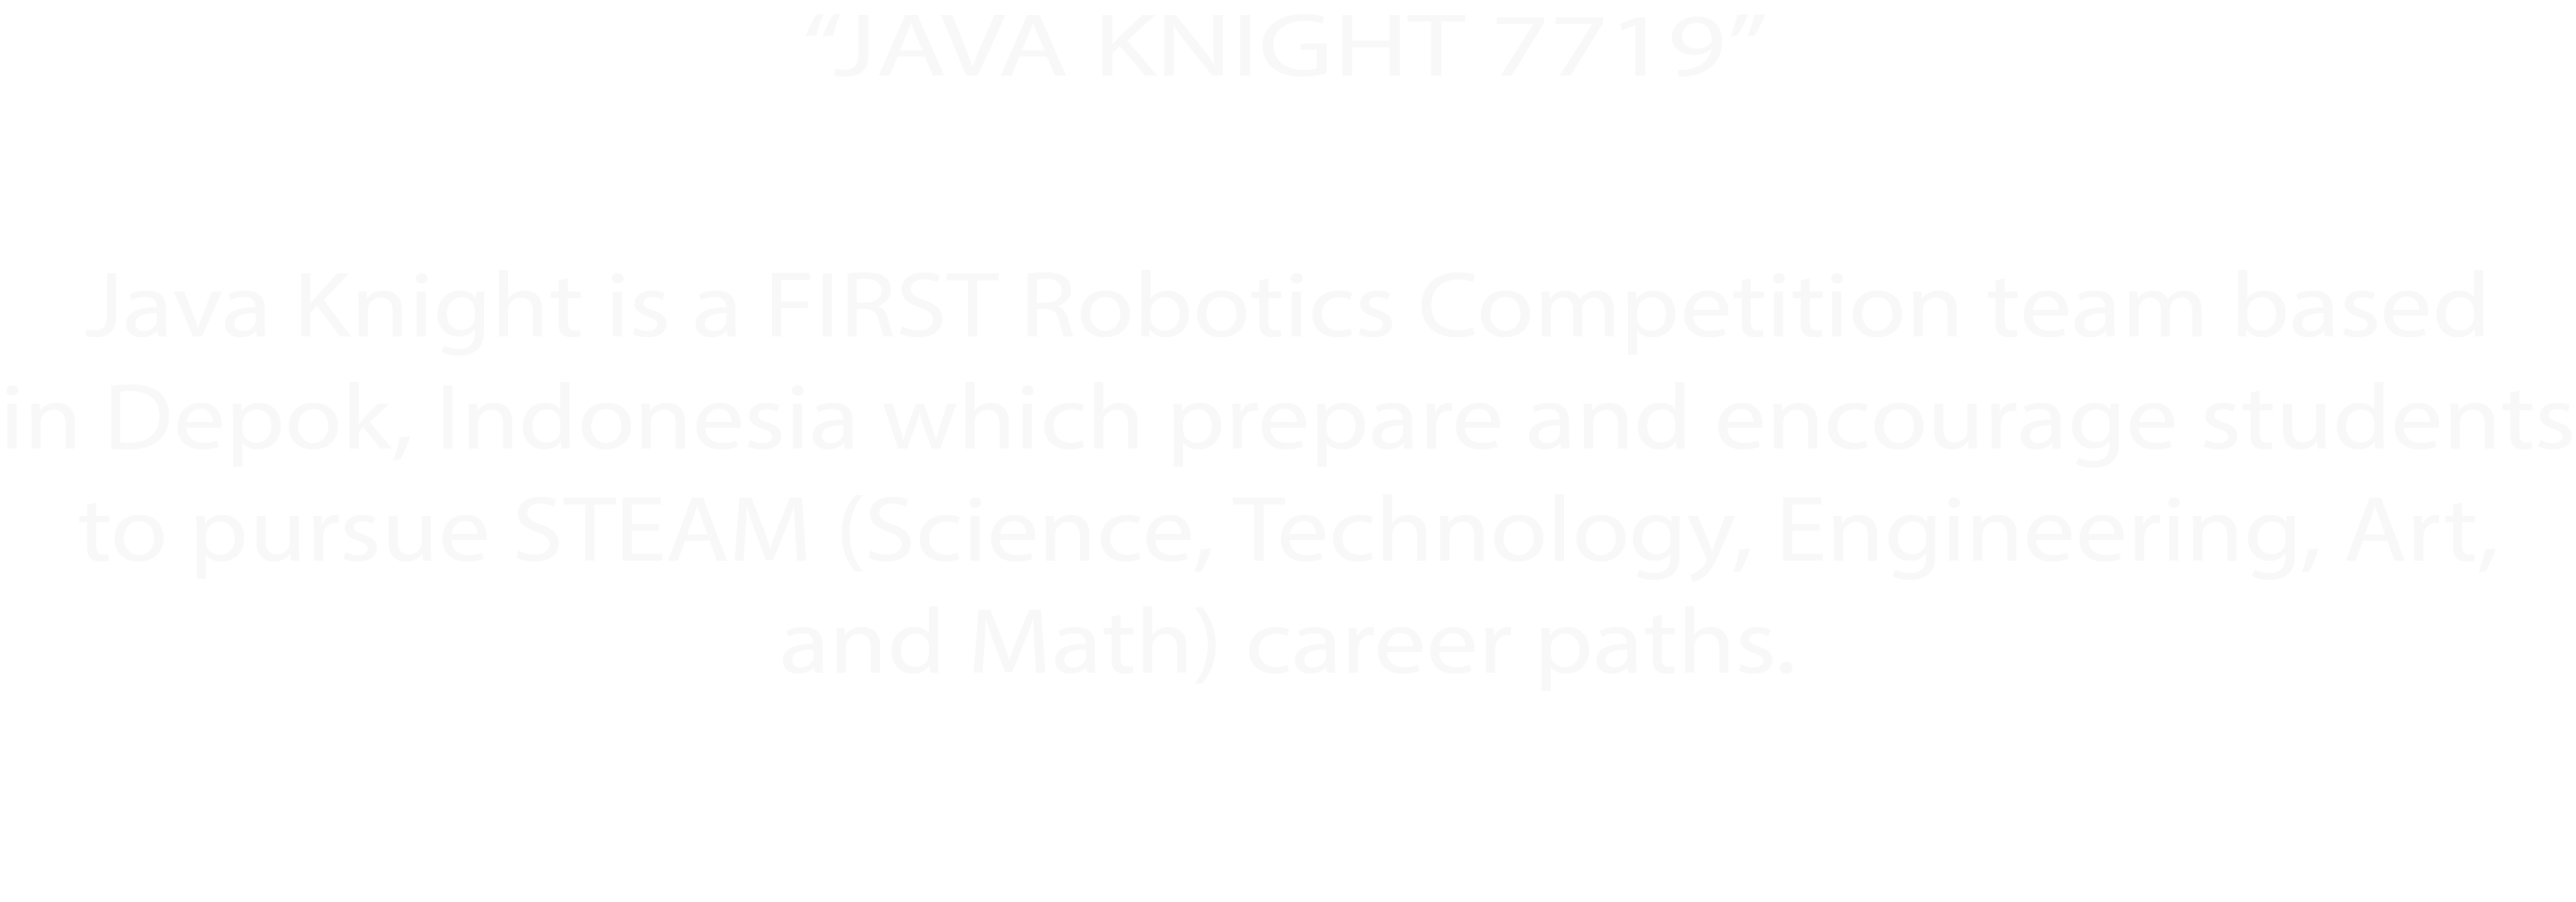 “JAVA KNIGHT 7719”
Java Knight is a FIRST Robotics Competition team based
in Depok, Indonesia which prepare and encourage students
to pursue STEAM (Science, Technology, Engineering, Art,
and Math) career paths.